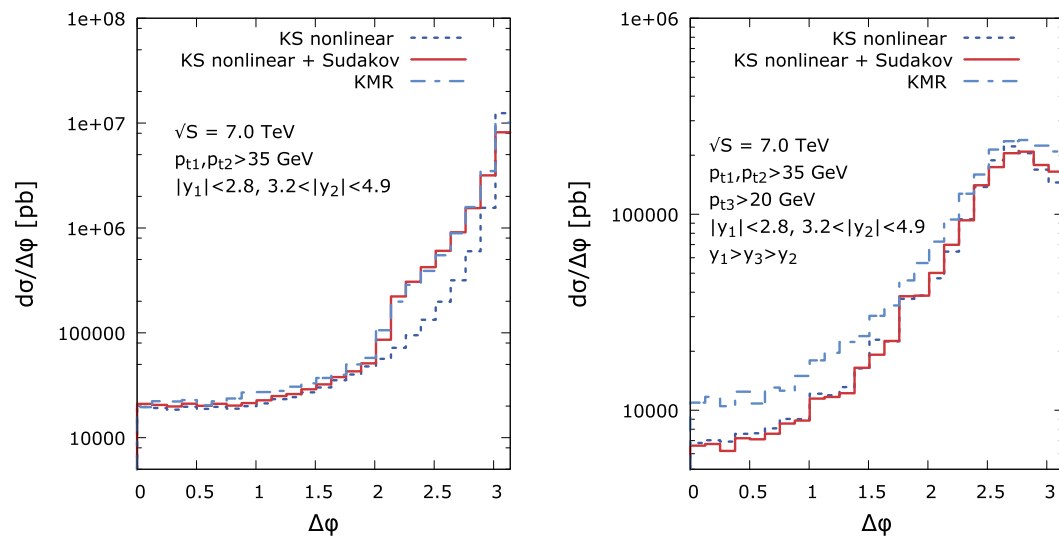 1e+08
1e+07
1e+06
100000
10000
dσ/Δφ [pb]
KS nonlinear
KS nonlinear + Sudakov
KMR
√S = 7.0 TeV
pt1,pt2>35 GeV
|y1|<2.8, 3.2<|y2|<4.9
0 0.5 1 1.5 2 2.5 3
Δφ
1e+06
100000
10000
dσ/Δφ [pb]
KS nonlinear
KS nonlinear + Sudakov
KMR
√S = 7.0 TeV
pt1,pt2>35 GeV
pt3>20 GeV
|y1|<2.8, 3.2<|y2|<4.9
y1>y3>y2
0 0.5 1 1.5 2 2.5 3
Δφ